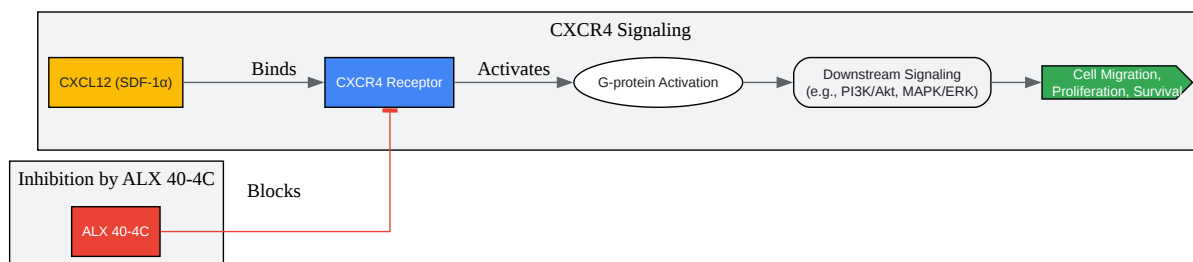 CXCR4 Signaling
CXCL12 (SDF-1α)
Binds
CXCR4 Receptor
Activates
G-protein Activation
Downstream Signaling
(e.g., PI3K/Akt, MAPK/ERK)
Cell Migration,
Proliferation, Survival
Inhibition by ALX 40-4C
Blocks
ALX 40-4C